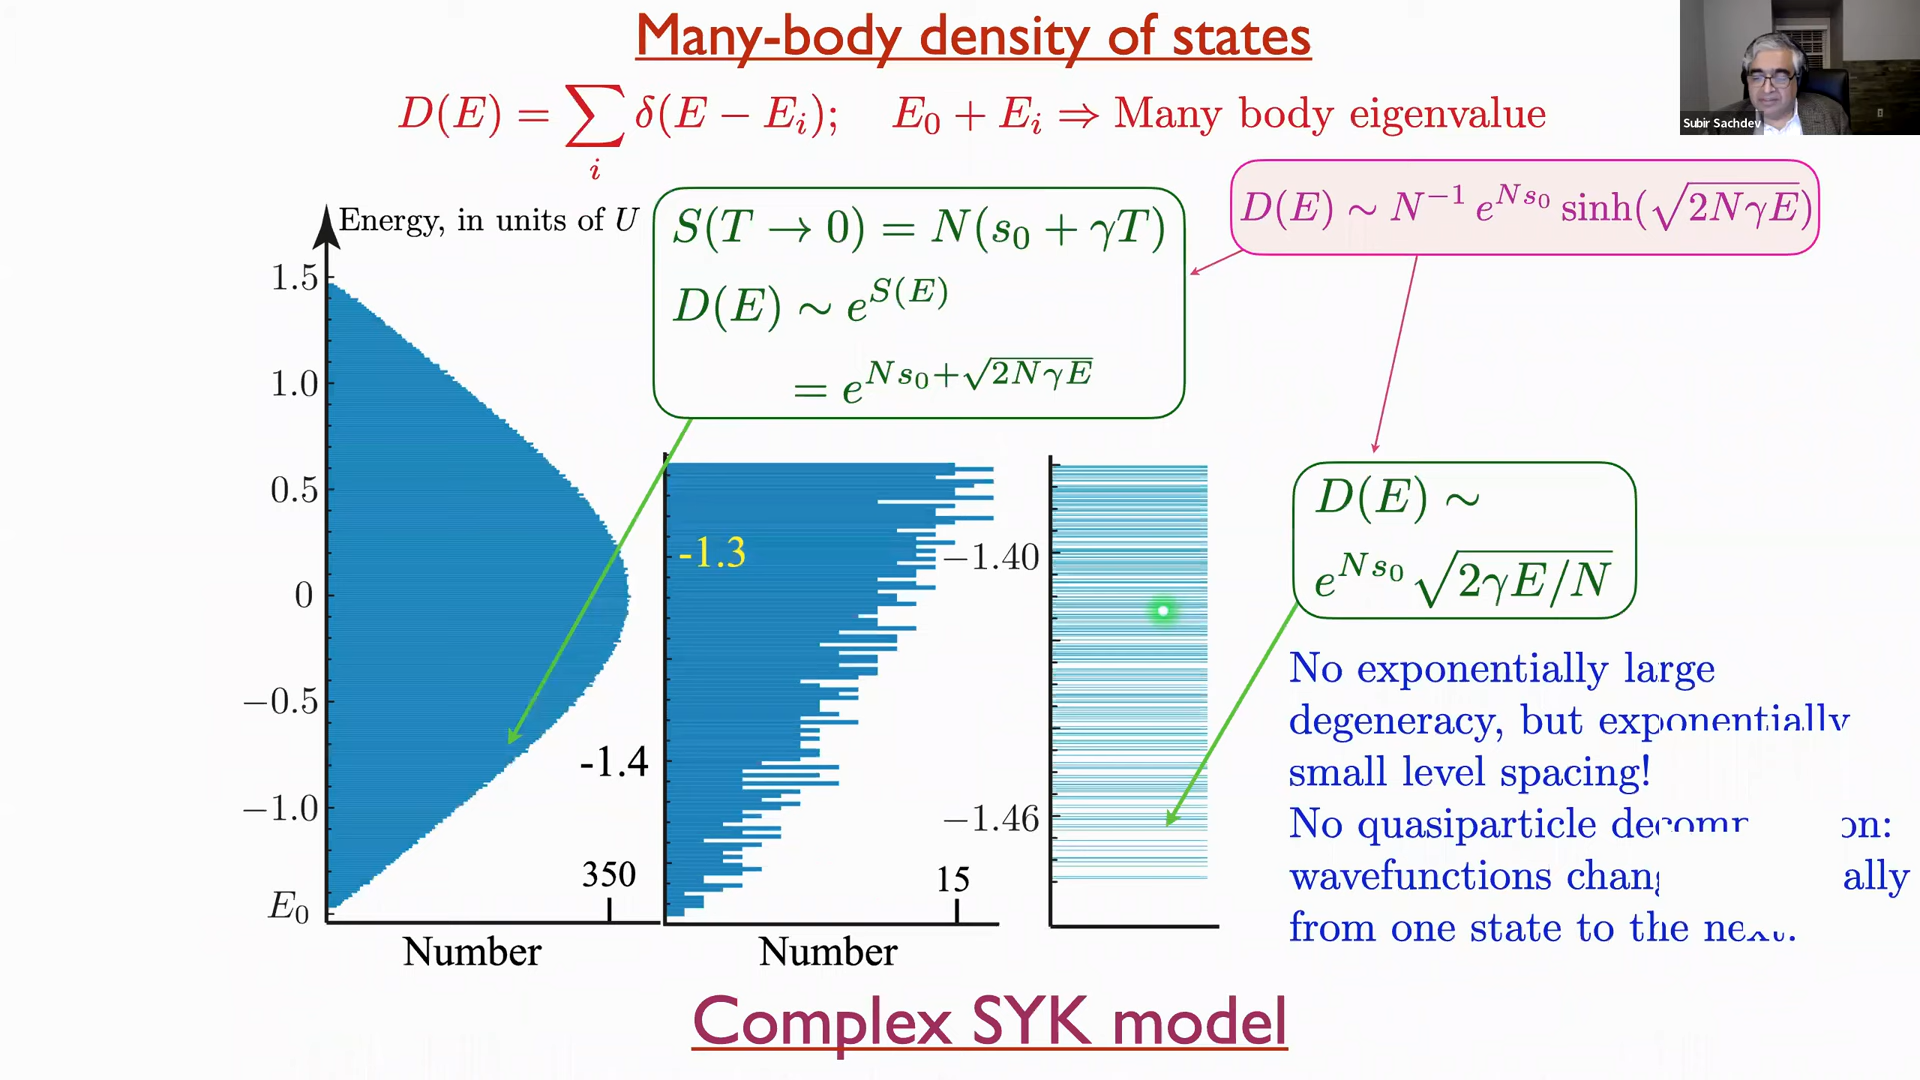 Many-body density of states
D(E) = ∑_i δ(E − E_i); E_0 + E_i ⇒ Many body eigenvalue
Subir Sachdev
Energy, in units of U
S(T → 0) = N(s_0 + γT)
D(E) ∼ e^{S(E)}
= e^{Ns_0+√(2NγE)}
D(E) ∼ N^{−1} e^{Ns_0} sinh(√(2NγE))
1.5
1.0
0.5
0
−0.5
−1.0
E_0
350
Number
-1.3
-1.4
15
Number
−1.40
−1.46
D(E) ∼
e^{Ns_0} √(2γE/N)
No exponentially large
degeneracy, but exponentially
small level spacing!
No quasiparticle
wavefunctions
from one state to the
Complex SYK model